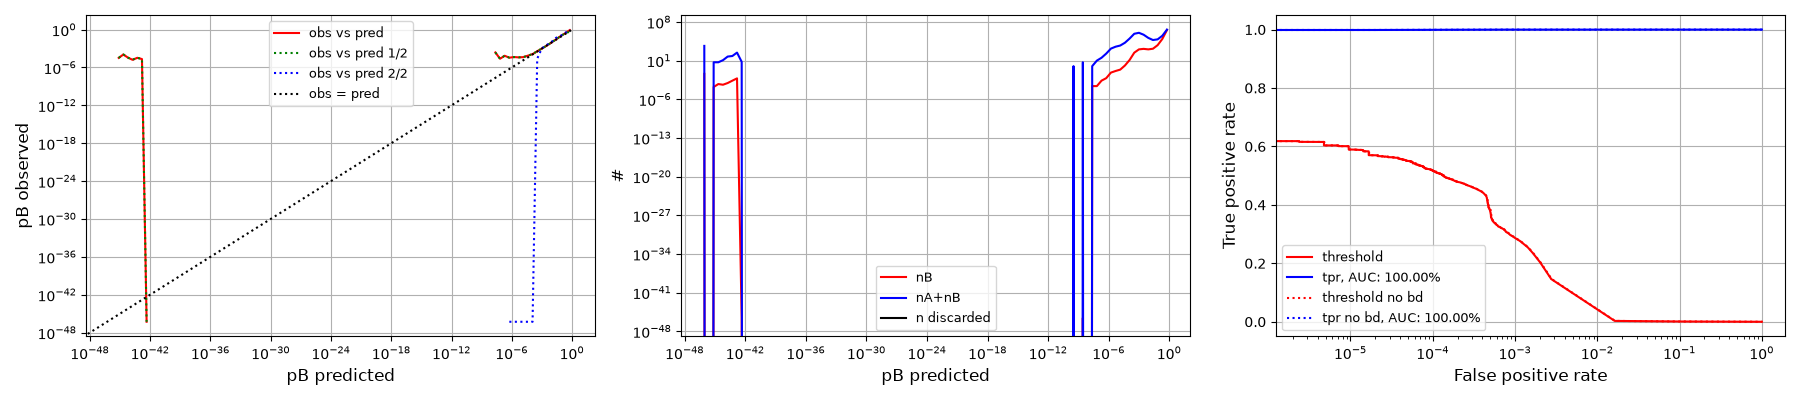 10^0
10^-6
10^-12
10^-18
10^-24
10^-30
10^-36
10^-42
10^-48
pB observed
obs vs pred
obs vs pred 1/2
obs vs pred 2/2
obs = pred
10^-48 10^-42 10^-36 10^-30 10^-24 10^-18 10^-12 10^-6 10^0
pB predicted
10^8
10^1
10^-6
10^-13
10^-20
10^-27
10^-34
10^-41
10^-48
#
nB
nA+nB
n discarded
10^-48 10^-42 10^-36 10^-30 10^-24 10^-18 10^-12 10^-6 10^0
pB predicted
1.0
0.8
0.6
0.4
0.2
0.0
True positive rate
threshold
tpr, AUC: 100.00%
threshold no bd
tpr no bd, AUC: 100.00%
10^-5 10^-4 10^-3 10^-2 10^-1 10^0
False positive rate